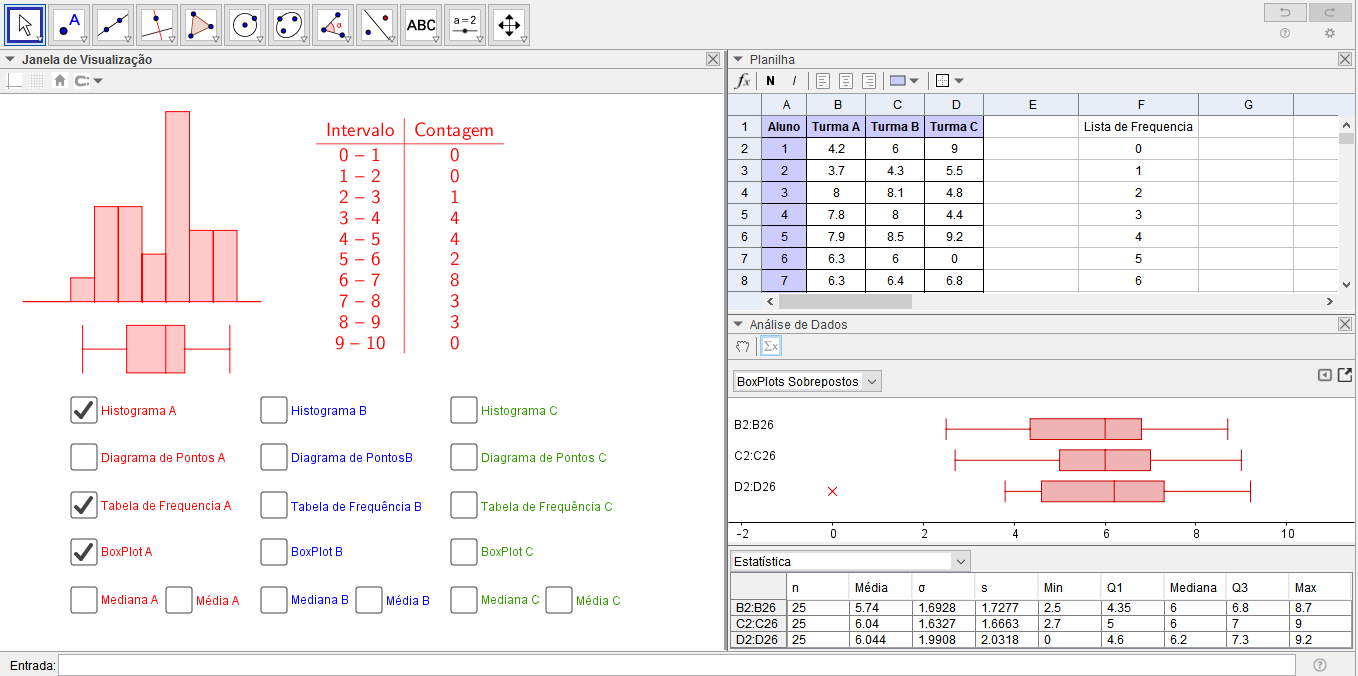 A
α
ABC
a=2
Janela de Visualização
Intervalo Contagem
0 – 1 0
1 – 2 0
2 – 3 1
3 – 4 4
4 – 5 4
5 – 6 2
6 – 7 8
7 – 8 3
8 – 9 3
9 – 10 0
Histograma A Histograma B Histograma C
Diagrama de Pontos A Diagrama de PontosB Diagrama de Pontos C
Tabela de Frequencia A Tabela de Frequência B Tabela de Frequência C
BoxPlot A BoxPlot B BoxPlot C
Mediana A Média A Mediana B Média B Mediana C Média C
Planilha
fx N I
A B C D E F G
1 Aluno Turma A Turma B Turma C Lista de Frequencia
2 1 4.2 6 9 0
3 2 3.7 4.3 5.5 1
4 3 8 8.1 4.8 2
5 4 7.8 8 4.4 3
6 5 7.9 8.5 9.2 4
7 6 6.3 6 0 5
8 7 6.3 6.4 6.8 6
Análise de Dados
Σx
BoxPlots Sobrepostos
B2:B26
C2:C26
D2:D26
-2 0 2 4 6 8 10
Estatística
n Média σ s Min Q1 Mediana Q3 Max
B2:B26 25 5.74 1.6928 1.7277 2.5 4.35 6 6.8 8.7
C2:C26 25 6.04 1.6327 1.6663 2.7 5 6 7 9
D2:D26 25 6.044 1.9908 2.0318 0 4.6 6.2 7.3 9.2
Entrada: